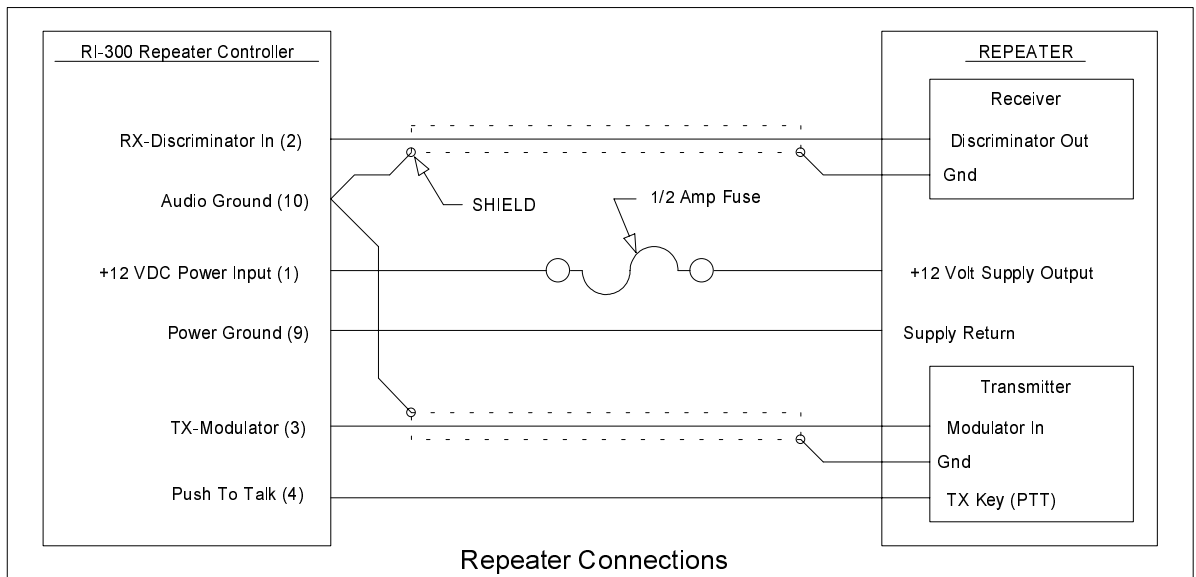 RI-300 Repeater Controller
REPEATER
Receiver
RX-Discriminator In (2)
Discriminator Out
Gnd
Audio Ground (10)
SHIELD
1/2 Amp Fuse
+12 VDC Power Input (1)
+12 Volt Supply Output
Power Ground (9)
Supply Return
Transmitter
TX-Modulator (3)
Modulator In
Gnd
Push To Talk (4)
TX Key (PTT)
Repeater Connections